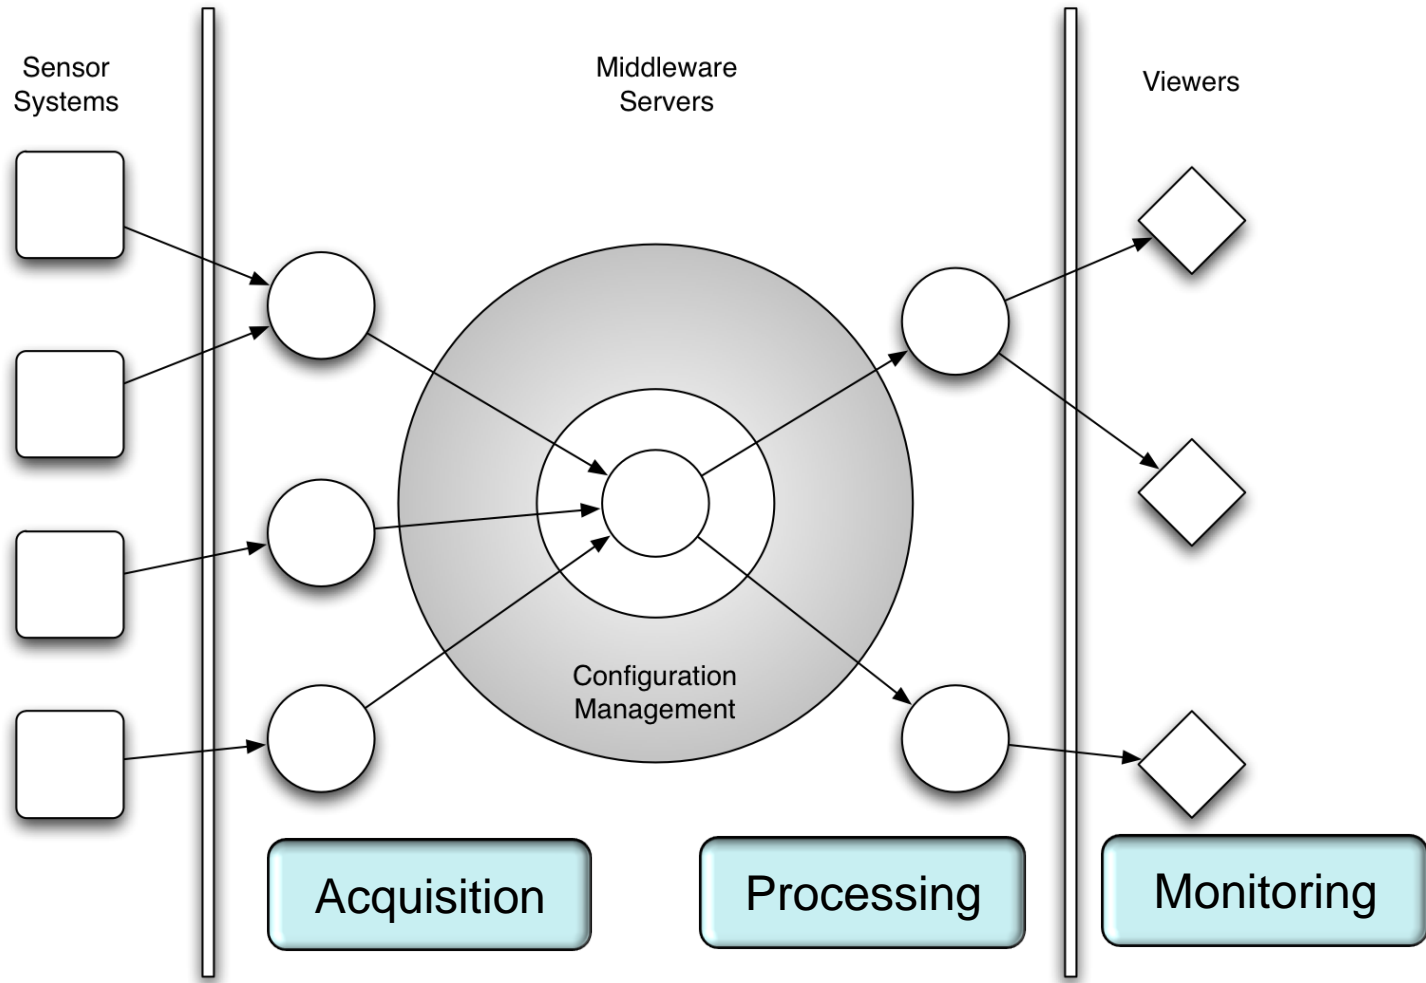 Sensor
Systems
Middleware
Servers
Viewers
Configuration
Management
Acquisition
Processing
Monitoring